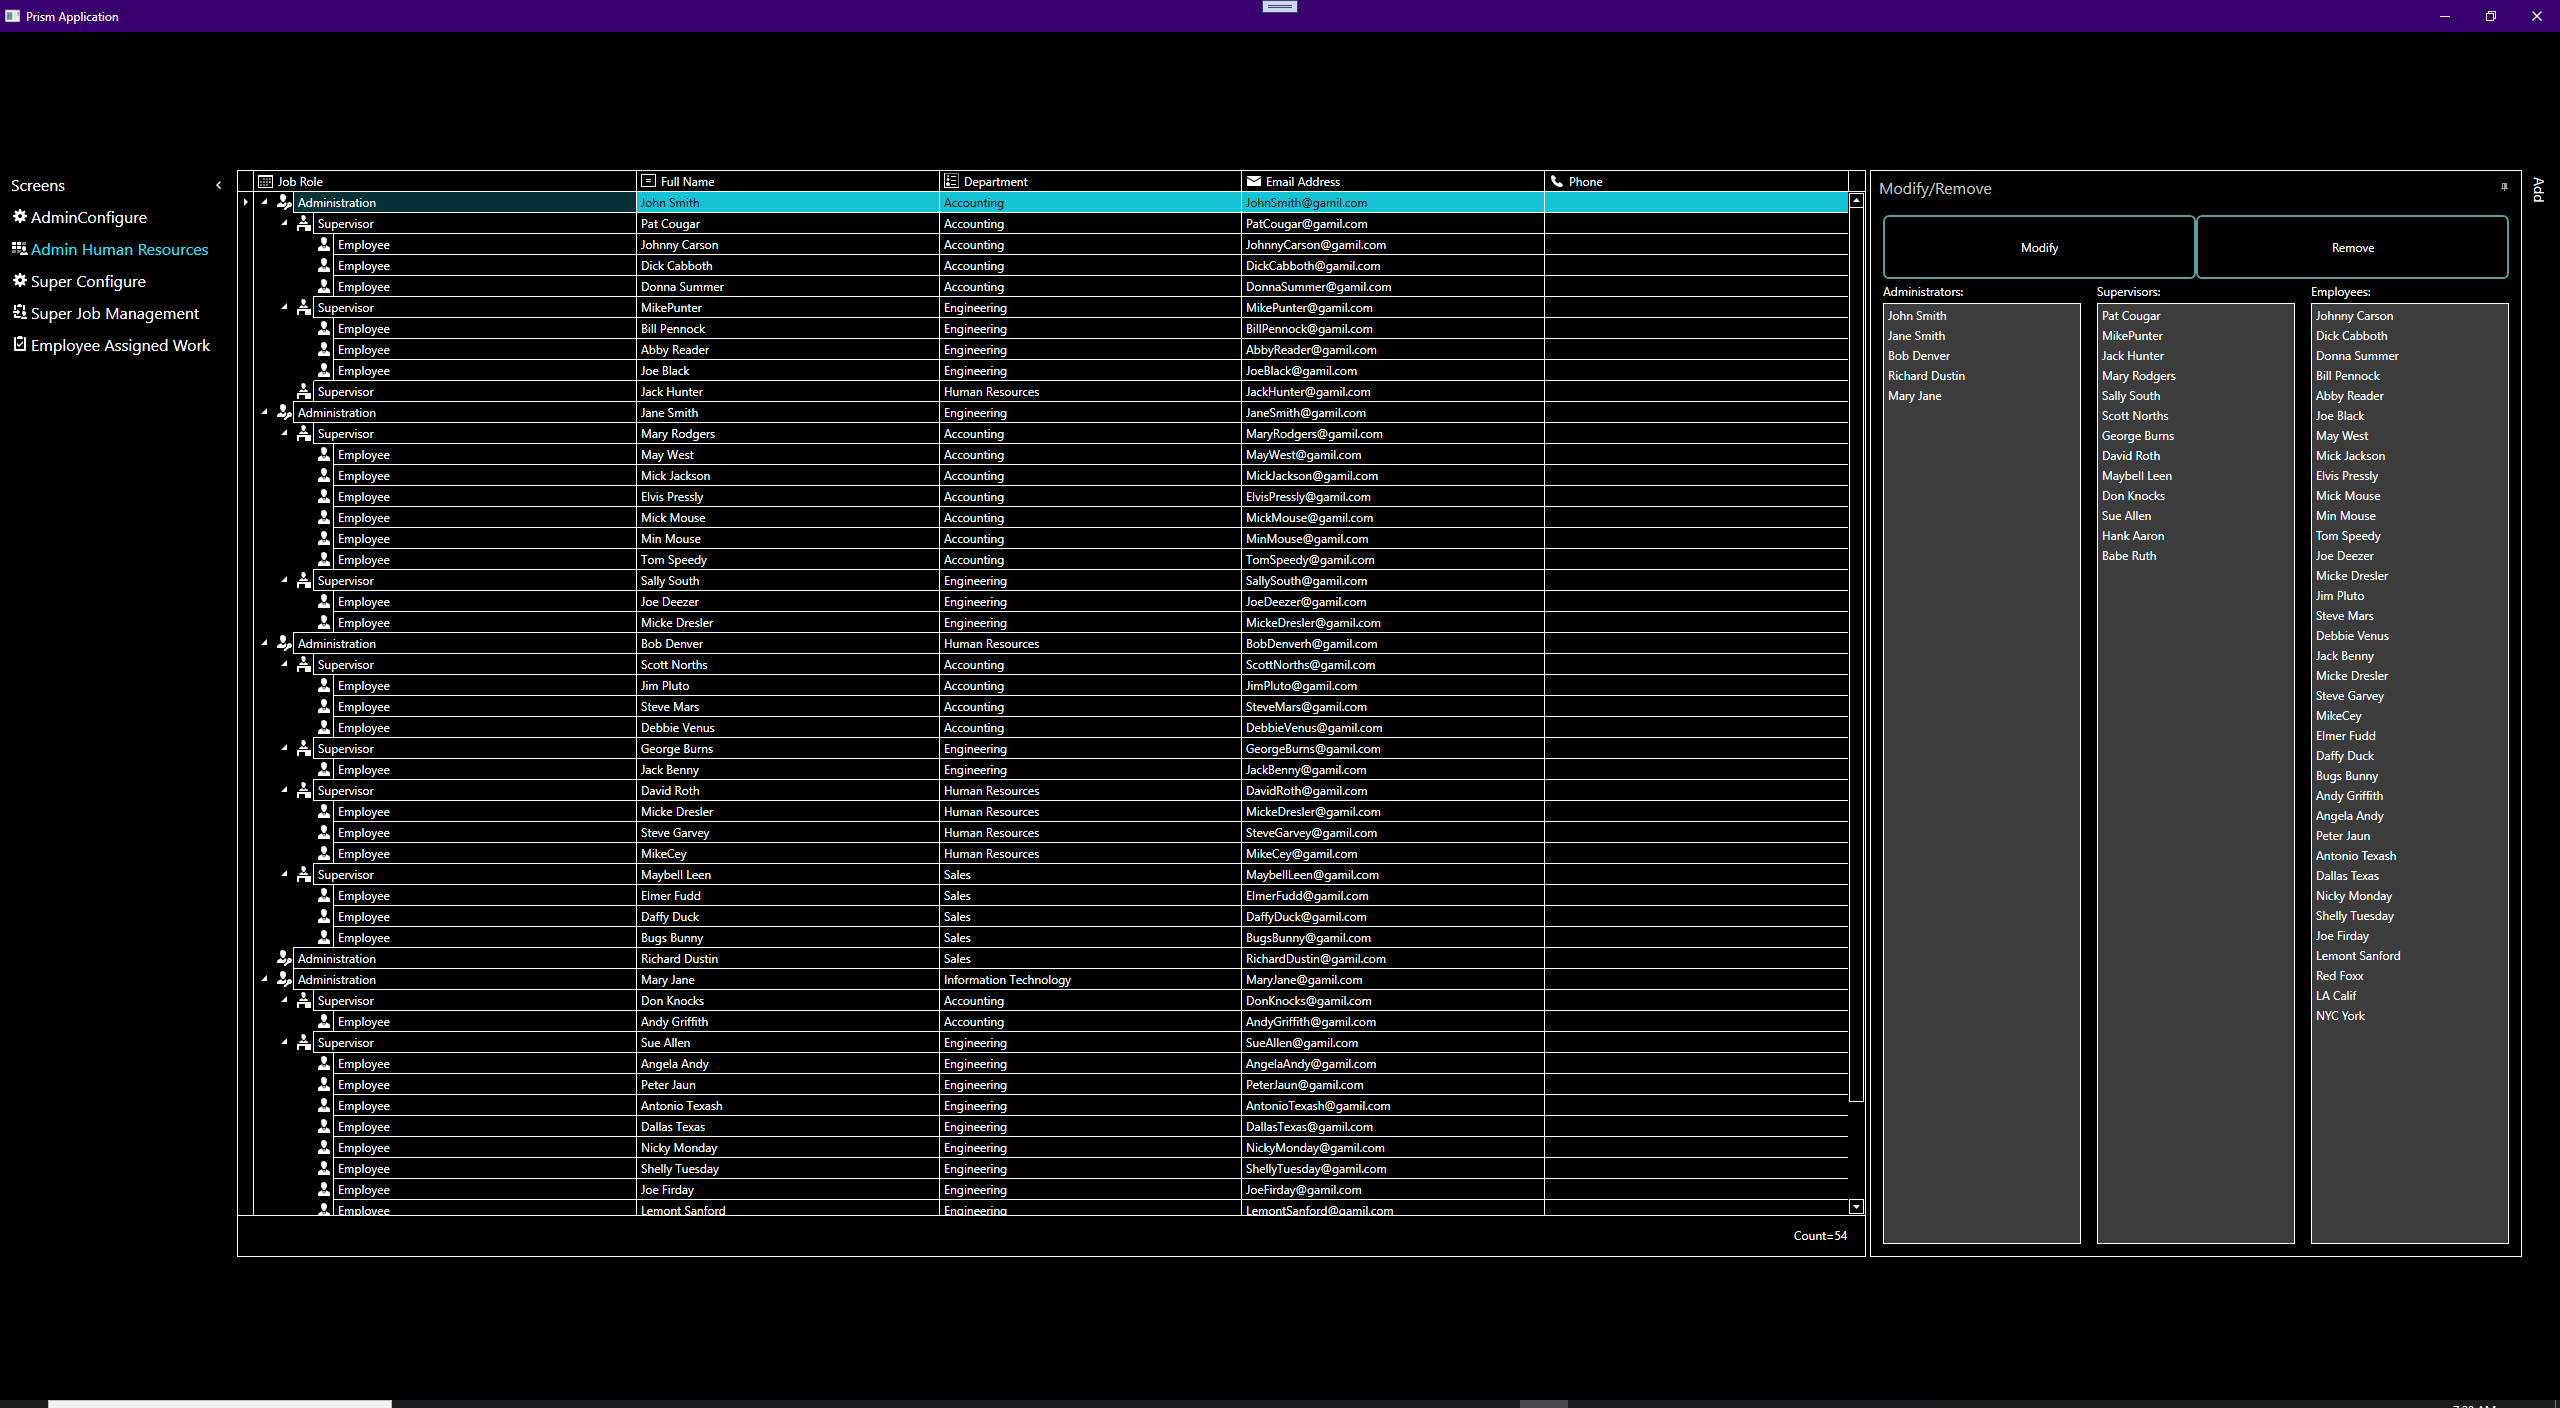 Prism Application
Screens
AdminConfigure
Admin Human Resources
Super Configure
Super Job Management
Employee Assigned Work
Job Role Full Name Department Email Address Phone
Administration John Smith Accounting JohnSmith@gamil.com
Supervisor Pat Cougar Accounting PatCougar@gamil.com
Employee Johnny Carson Accounting JohnnyCarson@gamil.com
Employee Dick Cabboth Accounting DickCabboth@gamil.com
Employee Donna Summer Accounting DonnaSummer@gamil.com
Supervisor MikePunter Engineering MikePunter@gamil.com
Employee Bill Pennock Engineering BillPennock@gamil.com
Employee Abby Reader Engineering AbbyReader@gamil.com
Employee Joe Black Engineering JoeBlack@gamil.com
Supervisor Jack Hunter Human Resources JackHunter@gamil.com
Administration Jane Smith Engineering JaneSmith@gamil.com
Supervisor Mary Rodgers Accounting MaryRodgers@gamil.com
Employee May West Accounting MayWest@gamil.com
Employee Mick Jackson Accounting MickJackson@gamil.com
Employee Elvis Pressly Accounting ElvisPressly@gamil.com
Employee Mick Mouse Accounting MickMouse@gamil.com
Employee Min Mouse Accounting MinMouse@gamil.com
Employee Tom Speedy Accounting TomSpeedy@gamil.com
Supervisor Sally South Engineering SallySouth@gamil.com
Employee Joe Deezer Engineering JoeDeezer@gamil.com
Employee Micke Dresler Engineering MickeDresler@gamil.com
Administration Bob Denver Human Resources BobDenverh@gamil.com
Supervisor Scott Norths Accounting ScottNorths@gamil.com
Employee Jim Pluto Accounting JimPluto@gamil.com
Employee Steve Mars Accounting SteveMars@gamil.com
Employee Debbie Venus Accounting DebbieVenus@gamil.com
Supervisor George Burns Engineering GeorgeBurns@gamil.com
Employee Jack Benny Engineering JackBenny@gamil.com
Supervisor David Roth Human Resources DavidRoth@gamil.com
Employee Micke Dresler Human Resources MickeDresler@gamil.com
Employee Steve Garvey Human Resources SteveGarvey@gamil.com
Employee MikeCey Human Resources MikeCey@gamil.com
Supervisor Maybell Leen Sales MaybellLeen@gamil.com
Employee Elmer Fudd Sales ElmerFudd@gamil.com
Employee Daffy Duck Sales DaffyDuck@gamil.com
Employee Bugs Bunny Sales BugsBunny@gamil.com
Administration Richard Dustin Sales RichardDustin@gamil.com
Administration Mary Jane Information Technology MaryJane@gamil.com
Supervisor Don Knocks Accounting DonKnocks@gamil.com
Employee Andy Griffith Accounting AndyGriffith@gamil.com
Supervisor Sue Allen Engineering SueAllen@gamil.com
Employee Angela Andy Engineering AngelaAndy@gamil.com
Employee Peter Jaun Engineering PeterJaun@gamil.com
Employee Antonio Texash Engineering AntonioTexash@gamil.com
Employee Dallas Texas Engineering DallasTexas@gamil.com
Employee Nicky Monday Engineering NickyMonday@gamil.com
Employee Shelly Tuesday Engineering ShellyTuesday@gamil.com
Employee Joe Firday Engineering JoeFirday@gamil.com
Employee Lemont Sanford Engineering LemontSanford@gamil.com
Count=54
Modify/Remove
Modify Remove
Administrators:
John Smith
Jane Smith
Bob Denver
Richard Dustin
Mary Jane
Supervisors:
Pat Cougar
MikePunter
Jack Hunter
Mary Rodgers
Sally South
Scott Norths
George Burns
David Roth
Maybell Leen
Don Knocks
Sue Allen
Hank Aaron
Babe Ruth
Employees:
Johnny Carson
Dick Cabboth
Donna Summer
Bill Pennock
Abby Reader
Joe Black
May West
Mick Jackson
Elvis Pressly
Mick Mouse
Min Mouse
Tom Speedy
Joe Deezer
Micke Dresler
Jim Pluto
Steve Mars
Debbie Venus
Jack Benny
Micke Dresler
Steve Garvey
MikeCey
Elmer Fudd
Daffy Duck
Bugs Bunny
Andy Griffith
Angela Andy
Peter Jaun
Antonio Texash
Dallas Texas
Nicky Monday
Shelly Tuesday
Joe Firday
Lemont Sanford
Red Foxx
LA Calif
NYC York
Add